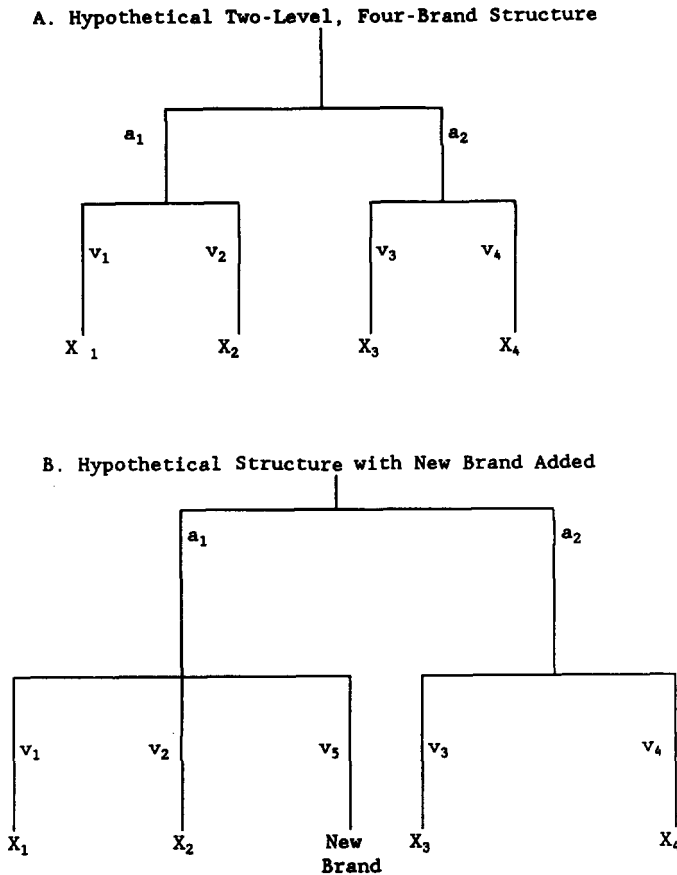 A. Hypothetical Two-Level, Four-Brand Structure
a₁ a₂
v₁ v₂ v₃ v₄
X ₁ X₂ X₃ X₄
B. Hypothetical Structure with New Brand Added
a₁ a₂
v₁ v₂ v₅ v₃ v₄
X₁ X₂ New X₃ X₄
Brand